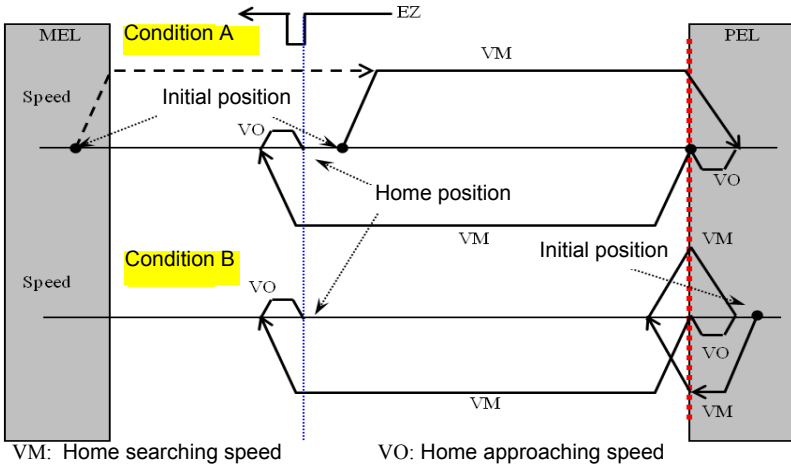 EZ
MEL
Condition A
PEL
VM
Speed
Initial position
VO
VO
Home position
VM
Initial position
VM
Condition B
Speed
VO
VO
VM
VM
VM: Home searching speed
VO: Home approaching speed